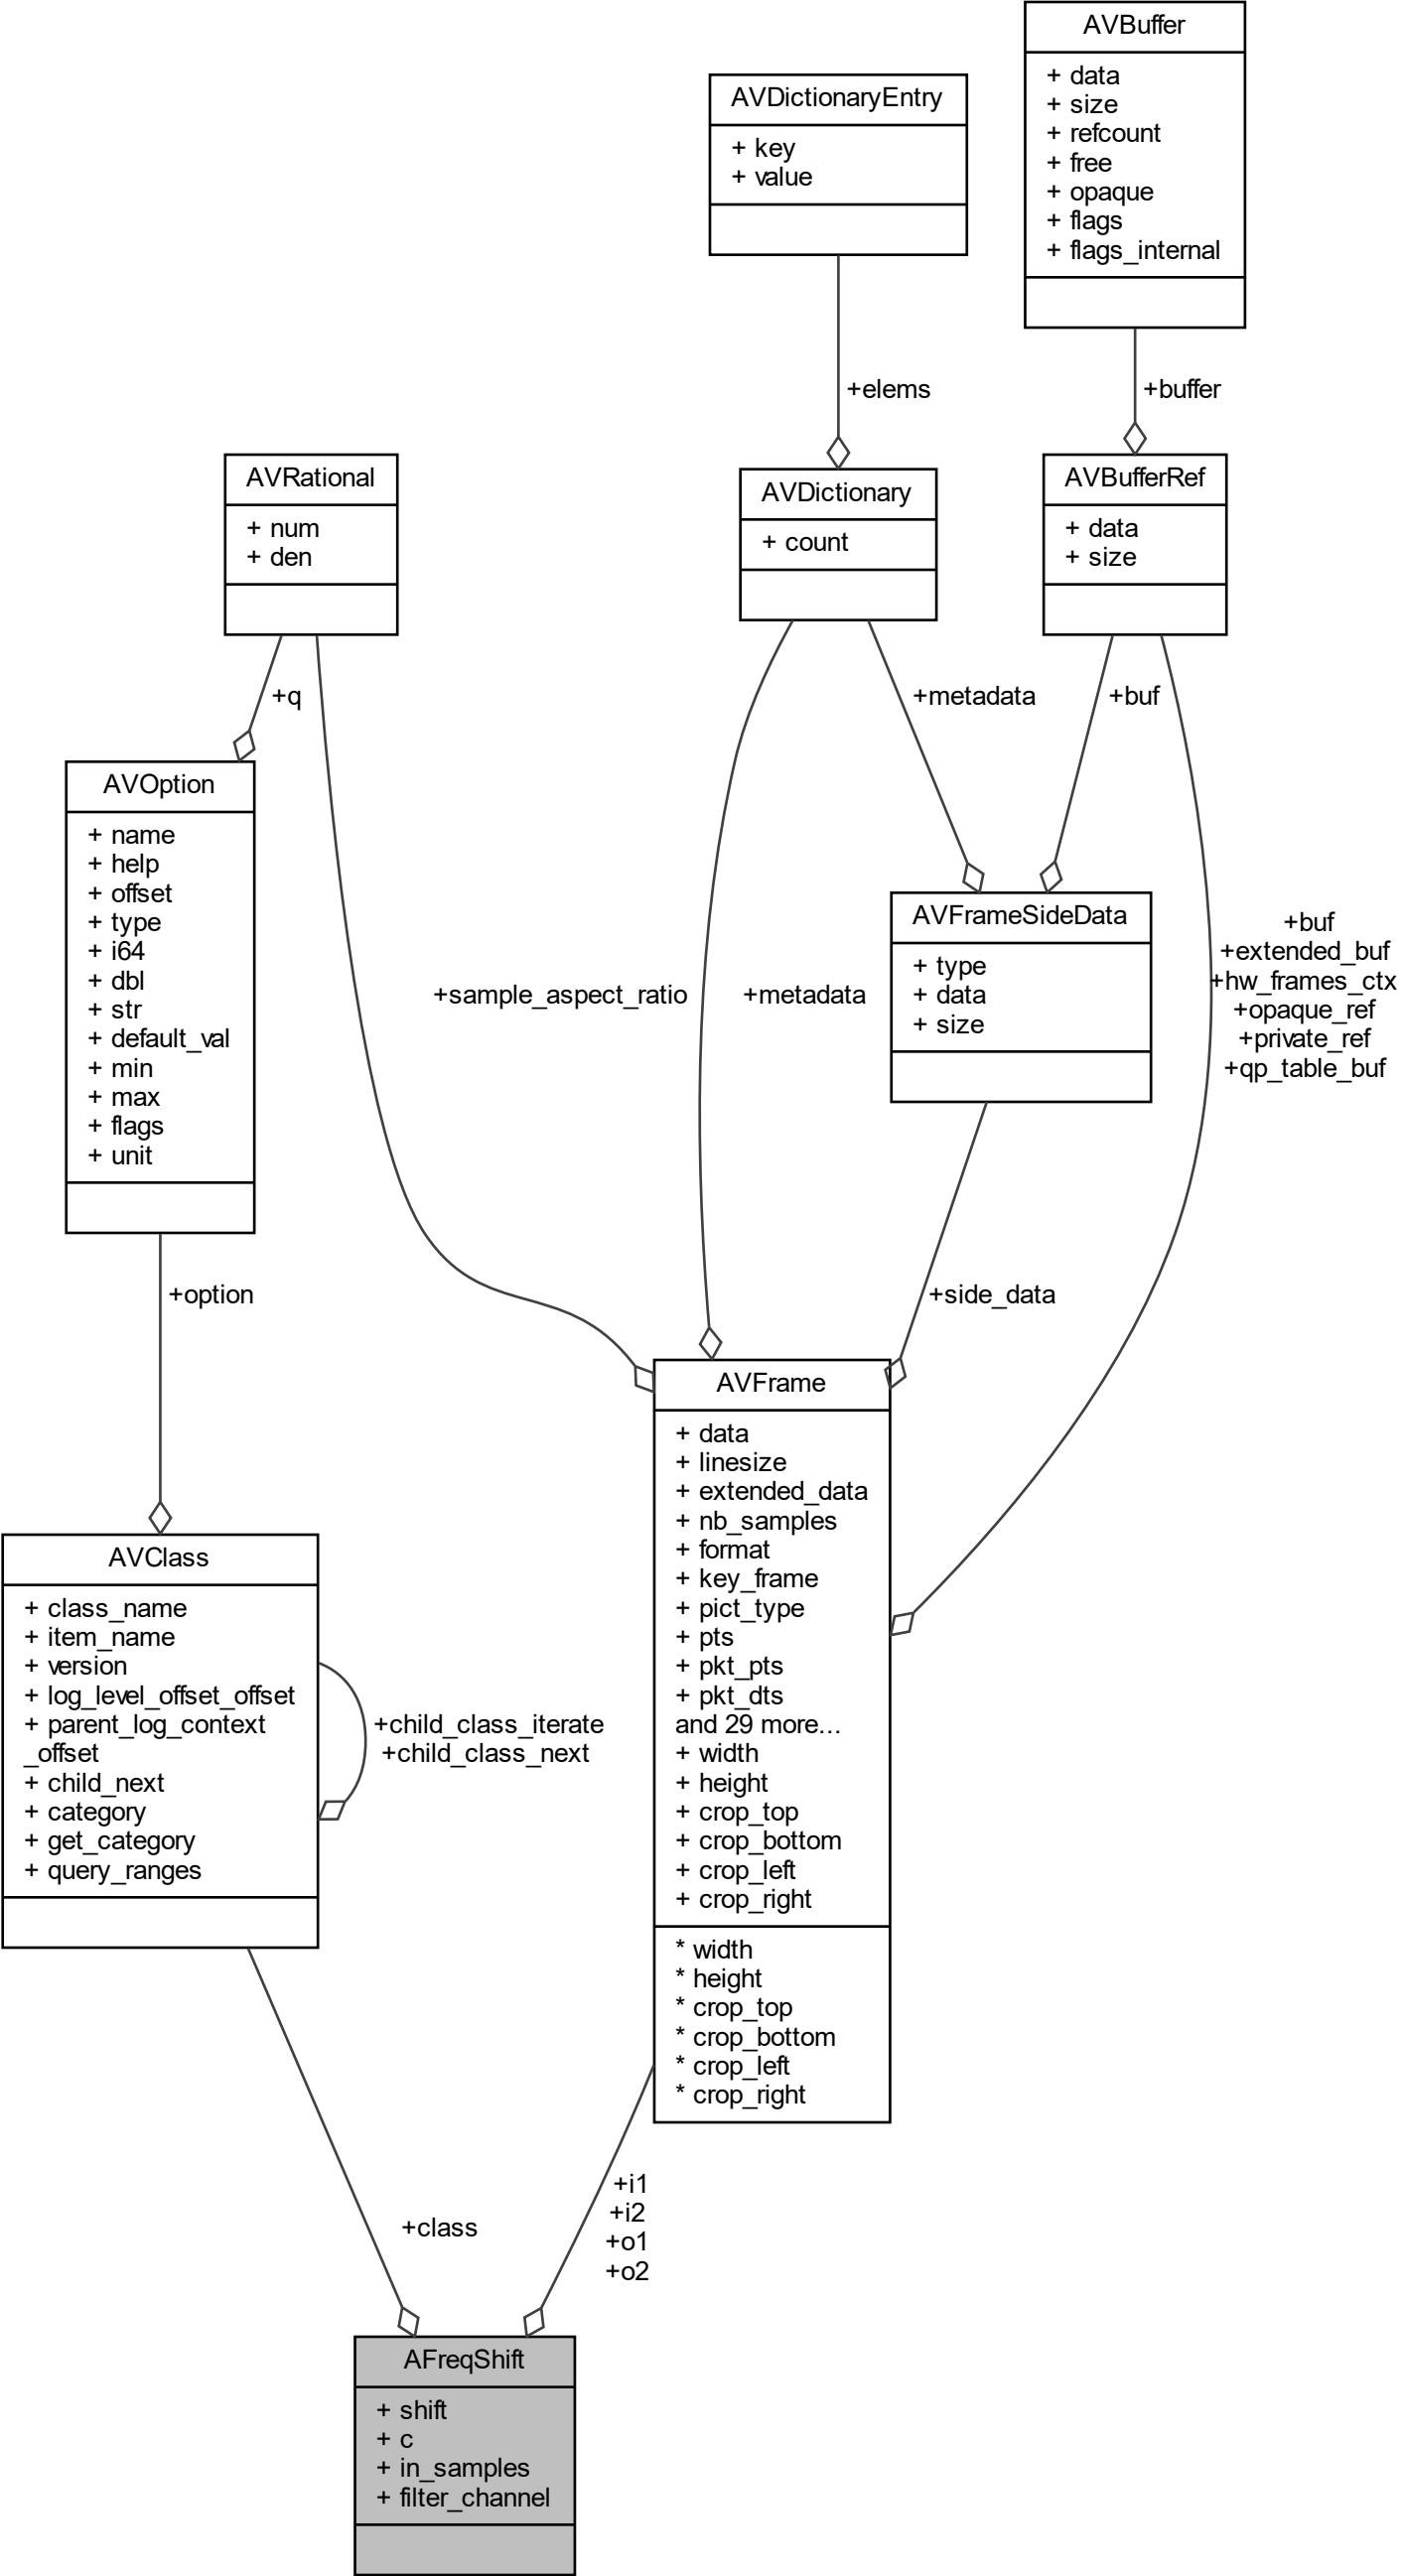 AVBuffer
+ data
+ size
+ refcount
+ free
+ opaque
+ flags
+ flags_internal
AVDictionaryEntry
+ key
+ value
+elems
+buffer
AVRational
+ num
+ den
AVDictionary
+ count
AVBufferRef
+ data
+ size
+q
+metadata
+buf
AVOption
+ name
+ help
+ offset
+ type
+ i64
+ dbl
+ str
+ default_val
+ min
+ max
+ flags
+ unit
+sample_aspect_ratio
+metadata
AVFrameSideData
+ type
+ data
+ size
+buf
+extended_buf
+hw_frames_ctx
+opaque_ref
+private_ref
+qp_table_buf
+option
+side_data
AVFrame
+ data
+ linesize
+ extended_data
+ nb_samples
+ format
+ key_frame
+ pict_type
+ pts
+ pkt_pts
+ pkt_dts
and 29 more...
+ width
+ height
+ crop_top
+ crop_bottom
+ crop_left
+ crop_right
* width
* height
* crop_top
* crop_bottom
* crop_left
* crop_right
AVClass
+ class_name
+ item_name
+ version
+ log_level_offset_offset
+ parent_log_context
_offset
+ child_next
+ category
+ get_category
+ query_ranges
+child_class_iterate
+child_class_next
+class
+i1
+i2
+o1
+o2
AFreqShift
+ shift
+ c
+ in_samples
+ filter_channel